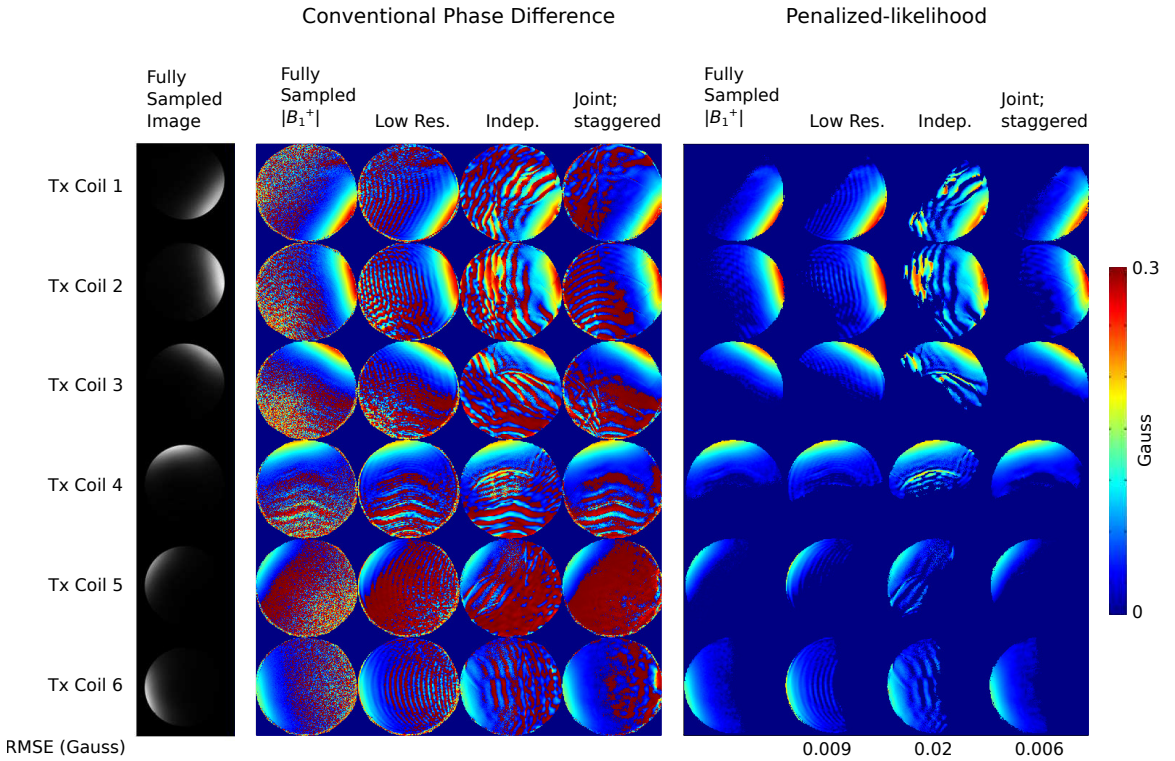 Conventional Phase Difference
Penalized-likelihood
Fully
Sampled
Image
Fully
Sampled
|B₁⁺|
Low Res.
Indep.
Joint;
staggered
Fully
Sampled
|B₁⁺|
Low Res.
Indep.
Joint;
staggered
Tx Coil 1
Tx Coil 2
Tx Coil 3
Tx Coil 4
Tx Coil 5
Tx Coil 6
0.3
Gauss
0
RMSE (Gauss)
0.009
0.02
0.006